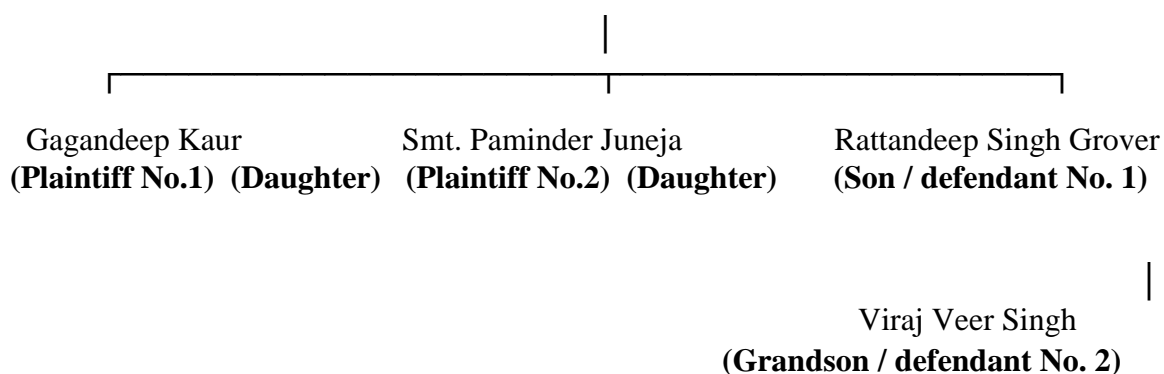 Gagandeep Kaur Smt. Paminder Juneja Rattandeep Singh Grover
(Plaintiff No.1) (Daughter) (Plaintiff No.2) (Daughter) (Son / defendant No. 1)
Viraj Veer Singh
(Grandson / defendant No. 2)